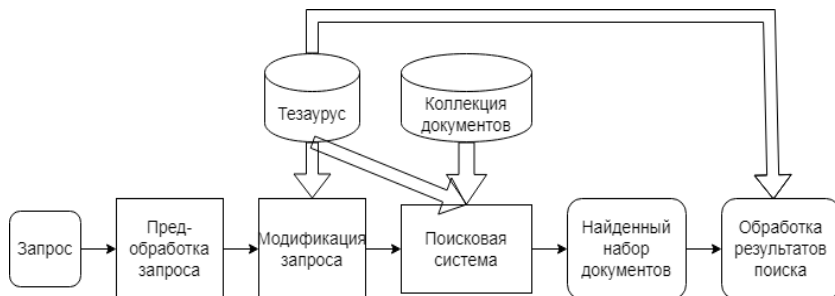 Тезаурус
Коллекция
документов
Запрос
Пред-
обработка
запроса
Модификация
запроса
Поисковая
система
Найденный
набор
документов
Обработка
результатов
поиска